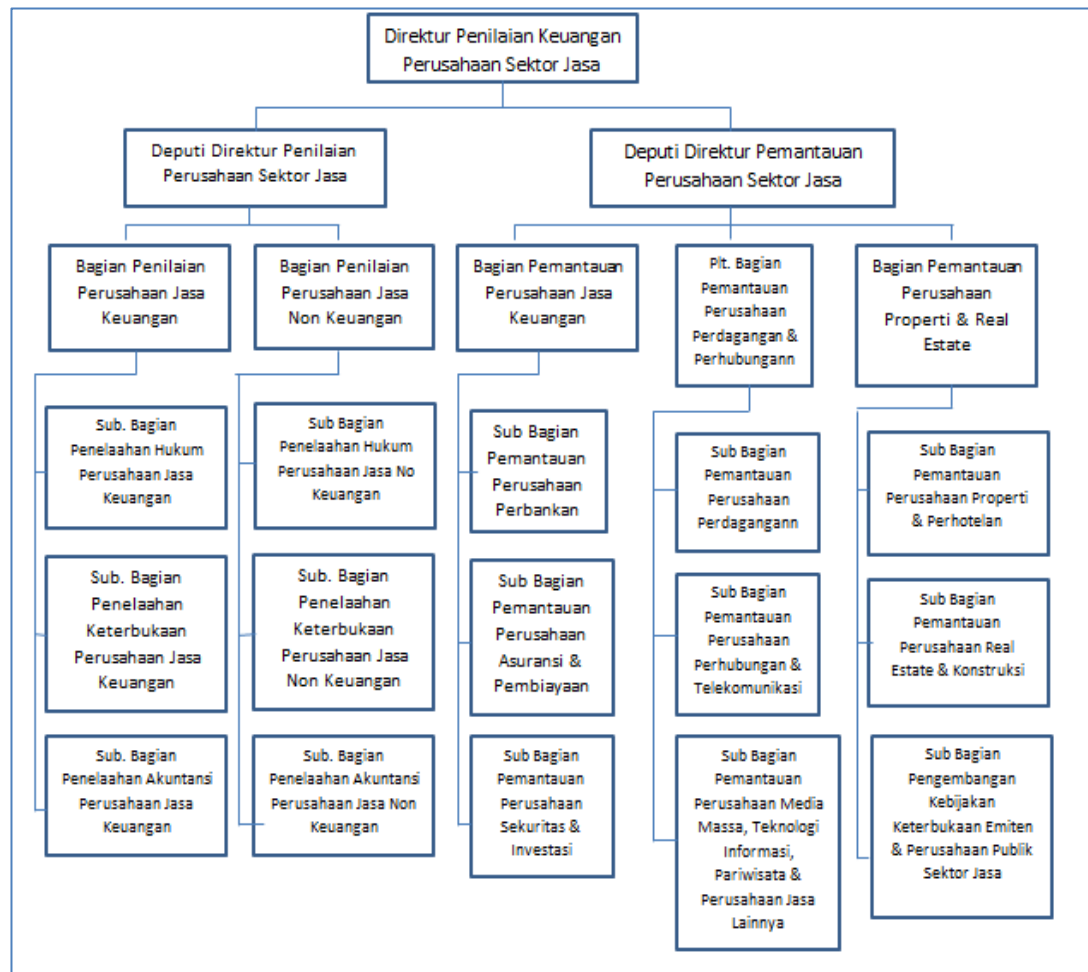 Direktur Penilaian Keuangan
Perusahaan Sektor Jasa
Deputi Direktur Penilaian
Perusahaan Sektor Jasa
Deputi Direktur Pemantauan
Perusahaan Sektor Jasa
Bagian Penilaian
Perusahaan Jasa
Keuangan
Bagian Penilaian
Perusahaan Jasa
Non Keuangan
Bagian Pemantauan
Perusahaan Jasa
Keuangan
Plt. Bagian
Pemantauan
Perusahaan
Perdagangan &
Perhubungann
Bagian Pemantauan
Perusahaan
Properti & Real
Estate
Sub. Bagian
Penelaahan Hukum
Perusahaan Jasa
Keuangan
Sub Bagian
Penelaahan Hukum
Perusahaan Jasa No
Keuangan
Sub Bagian
Pemantauan
Perusahaan
Perbankan
Sub Bagian
Pemantauan
Perusahaan
Perdagangann
Sub Bagian
Pemantauan
Perusahaan Properti
& Perhotelan
Sub. Bagian
Penelaahan
Keterbukaan
Perusahaan Jasa
Keuangan
Sub. Bagian
Penelaahan
Keterbukaan
Perusahaan Jasa
Non Keuangan
Sub Bagian
Pemantauan
Perusahaan
Asuransi &
Pembiayaan
Sub Bagian
Pemantauan
Perusahaan
Perhubungan &
Telekomunikasi
Sub Bagian
Pemantauan
Perusahaan Real
Estate & Konstruksi
Sub. Bagian
Penelaahan Akuntansi
Perusahaan Jasa
Keuangan
Sub. Bagian
Penelaahan Akuntansi
Perusahaan Jasa Non
Keuangan
Sub Bagian
Pemantauan
Perusahaan
Sekuritas &
Investasi
Sub Bagian
Pemantauan
Perusahaan Media
Massa, Teknologi
Informasi,
Pariwisata &
Perusahaan Jasa
Lainnya
Sub Bagian
Pengembangan
Kebijakan
Keterbukaan Emiten
& Perusahaan Publik
Sektor Jasa